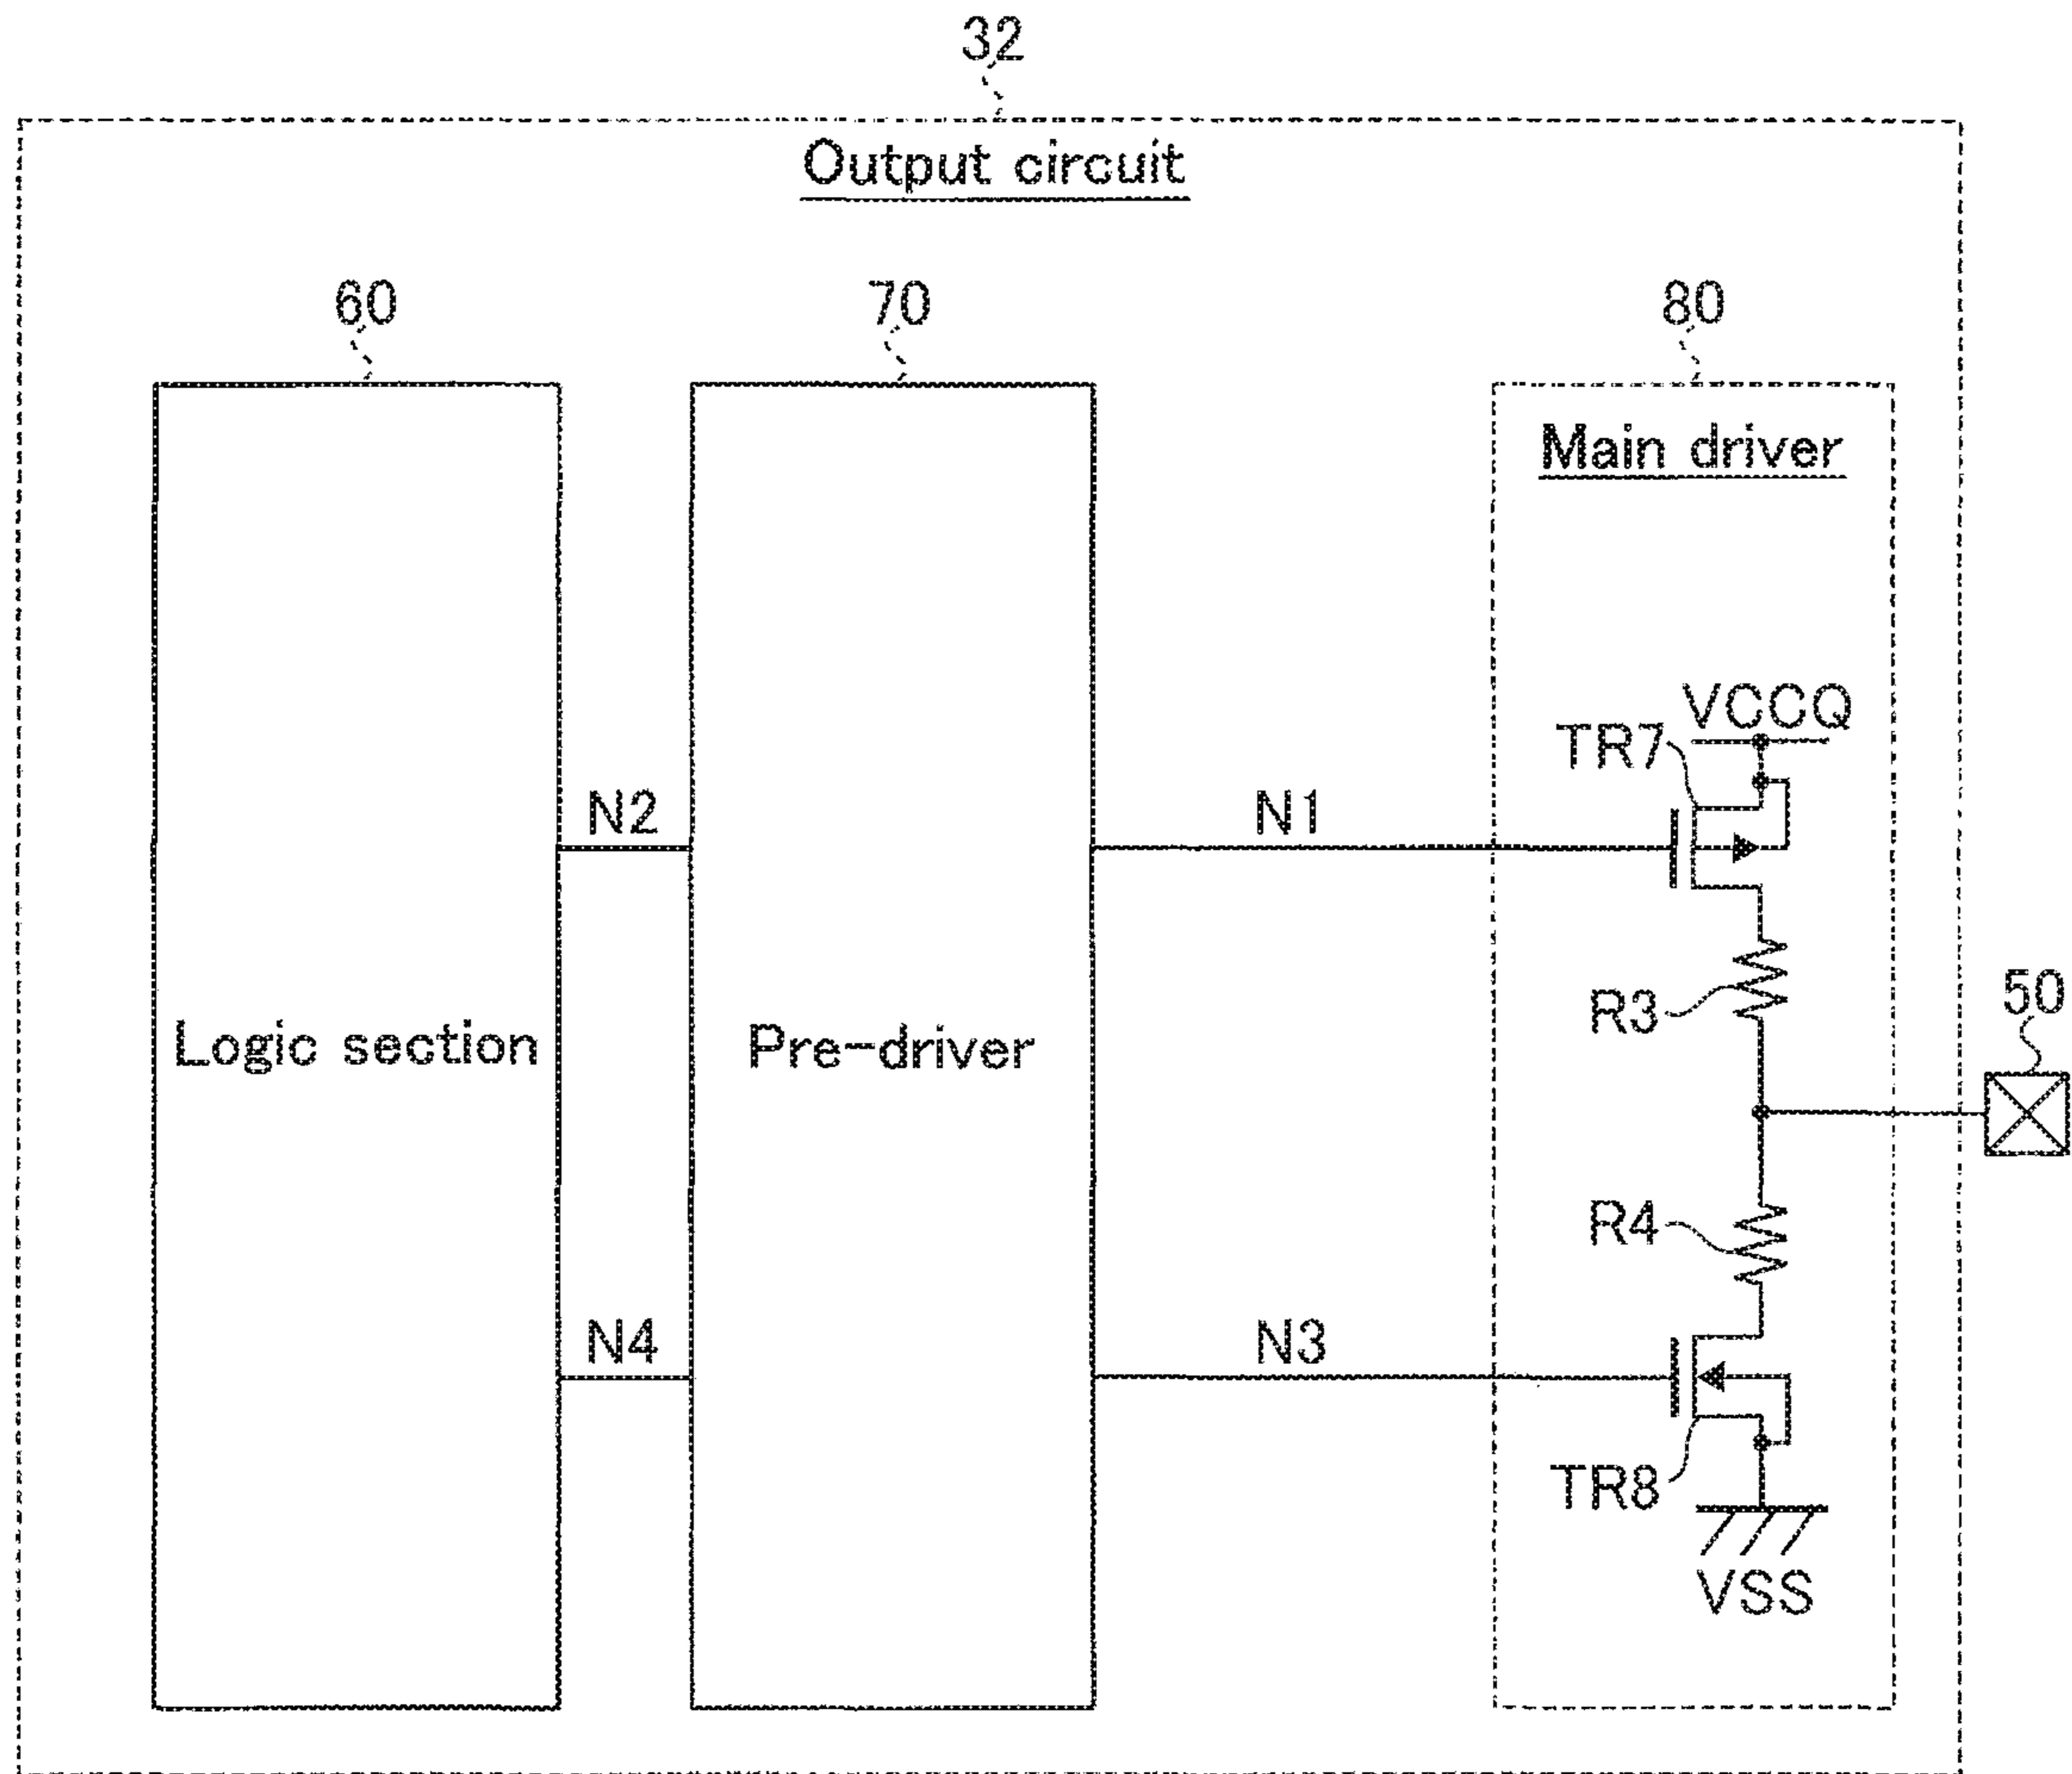 32
Output circuit
60
70
80
Main driver
VCCQ
TR7
N2
N1
R3
50
Logic section
Pre-driver
R4
N4
N3
TR8
VSS